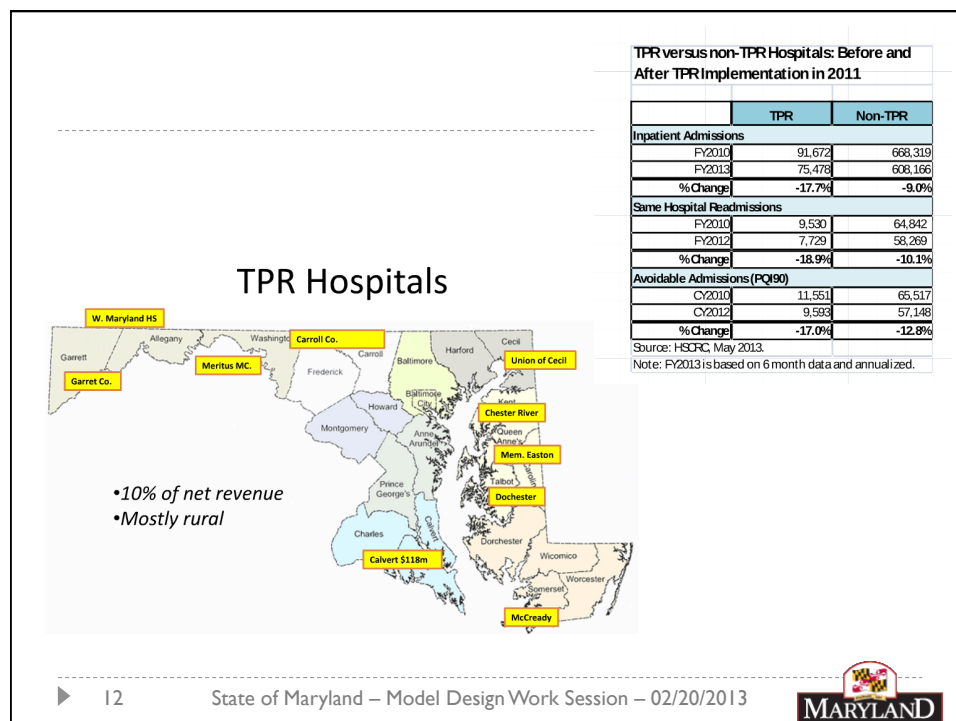 TPR versus non-TPR Hospitals: Before and
After TPR Implementation in 2011
TPR Non-TPR
Inpatient Admissions
FY2010 91,672 668,319
FY2013 75,478 608,166
% Change -17.7% -9.0%
Same Hospital Readmissions
FY2010 9,530 64,842
FY2012 7,729 58,269
% Change -18.9% -10.1%
Avoidable Admissions (PQI90)
CY2010 11,551 65,517
CY2012 9,593 57,148
% Change -17.0% -12.8%
Source: HSCRC, May 2013.
Note: FY2013 is based on 6 month data and annualized.
TPR Hospitals
W. Maryland HS
Allegany
Washingt
Carroll Co.
Carroll
Baltimore
Harford
Cecil
Garrett
Meritus MC.
Union of Cecil
Garret Co.
Frederick
Baltimore
City
Kent
Howard
Chester River
Montgomery
Anne
Arundel
Queen
Anne's
Mem. Easton
Carolin
Talbot
Prince
George's
Dochester
•10% of net revenue
•Mostly rural
Charles
Calvert
Dorchester
Calvert $118m
Wicomico
Worcester
Somerset
McCready
12 State of Maryland – Model Design Work Session – 02/20/2013
MARYLAND